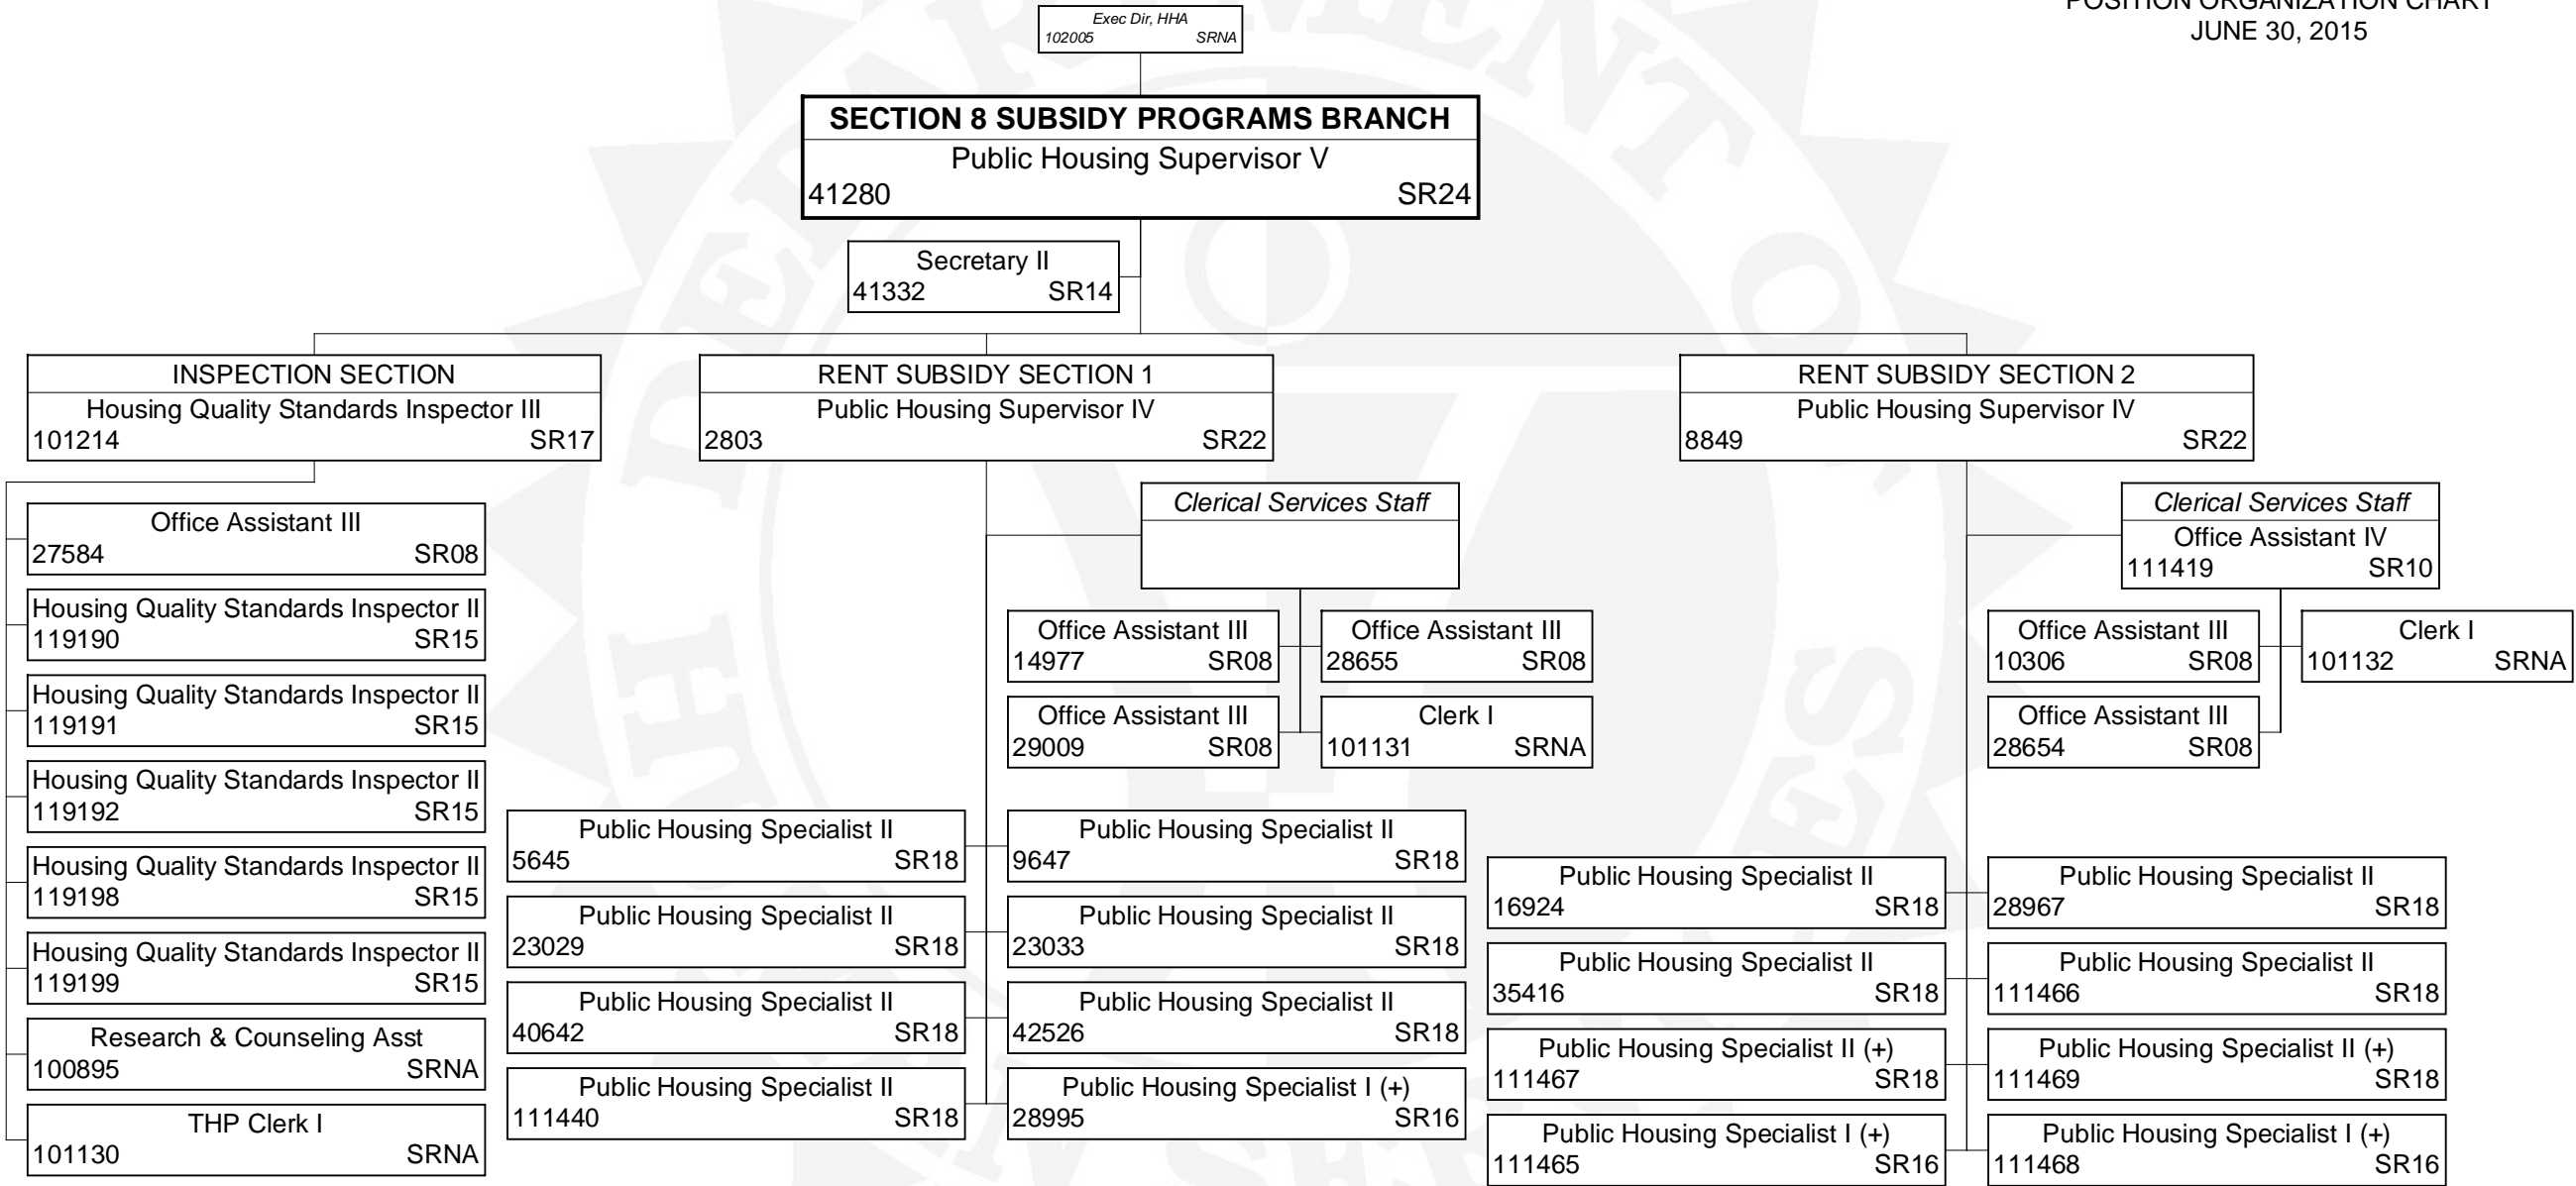 POSITION ORGANIZATION CHART
JUNE 30, 2015
Exec Dir, HHA
102005 SRNA
SECTION 8 SUBSIDY PROGRAMS BRANCH
Public Housing Supervisor V
41280 SR24
Secretary II
41332 SR14
INSPECTION SECTION
Housing Quality Standards Inspector III
101214 SR17
Office Assistant III
27584 SR08
Housing Quality Standards Inspector II
119190 SR15
Housing Quality Standards Inspector II
119191 SR15
Housing Quality Standards Inspector II
119192 SR15
Housing Quality Standards Inspector II
119198 SR15
Housing Quality Standards Inspector II
119199 SR15
Research & Counseling Asst
100895 SRNA
THP Clerk I
101130 SRNA
RENT SUBSIDY SECTION 1
Public Housing Supervisor IV
2803 SR22
Clerical Services Staff
Office Assistant III
14977 SR08
Office Assistant III
28655 SR08
Office Assistant III
29009 SR08
Clerk I
101131 SRNA
Public Housing Specialist II
5645 SR18
Public Housing Specialist II
9647 SR18
Public Housing Specialist II
23029 SR18
Public Housing Specialist II
23033 SR18
Public Housing Specialist II
40642 SR18
Public Housing Specialist II
42526 SR18
Public Housing Specialist II
111440 SR18
Public Housing Specialist I (+)
28995 SR16
RENT SUBSIDY SECTION 2
Public Housing Supervisor IV
8849 SR22
Clerical Services Staff
Office Assistant IV
111419 SR10
Office Assistant III
10306 SR08
Clerk I
101132 SRNA
Office Assistant III
28654 SR08
Public Housing Specialist II
16924 SR18
Public Housing Specialist II
28967 SR18
Public Housing Specialist II
35416 SR18
Public Housing Specialist II
111466 SR18
Public Housing Specialist II (+)
111467 SR18
Public Housing Specialist II (+)
111469 SR18
Public Housing Specialist I (+)
111465 SR16
Public Housing Specialist I (+)
111468 SR16